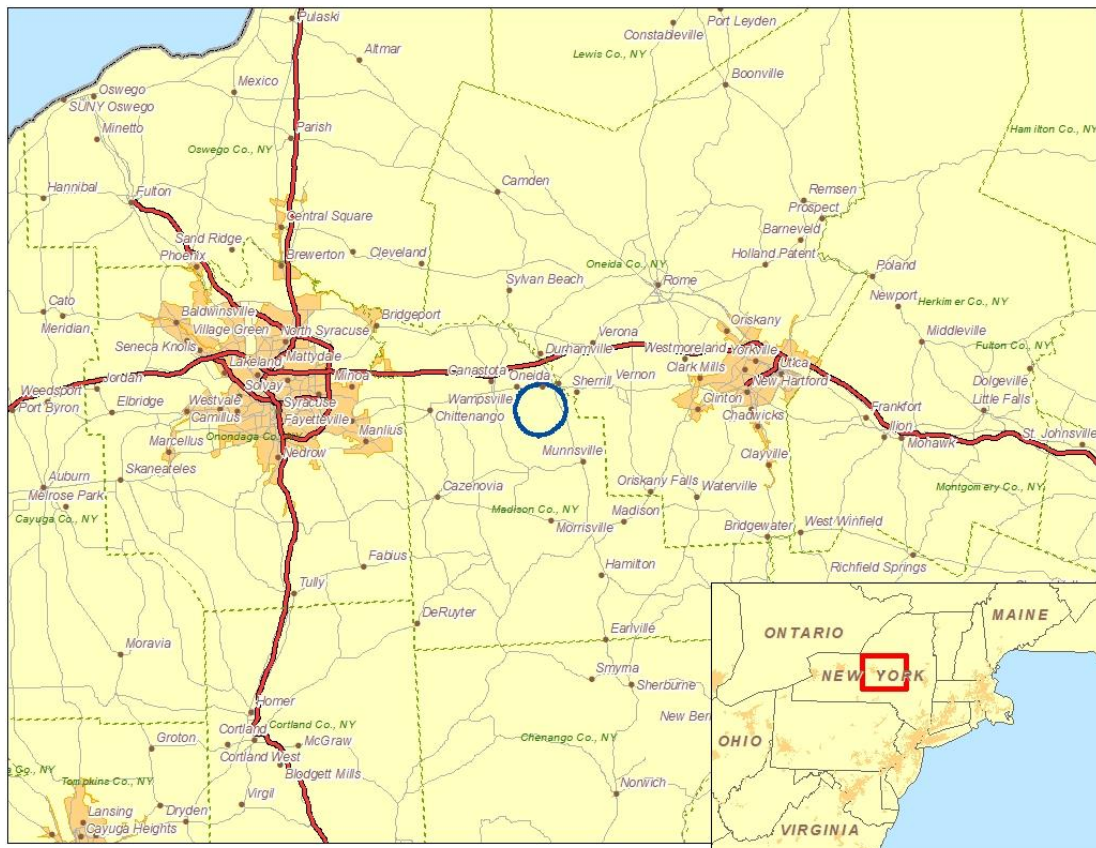 Pulaski
Port Leyden
Constableville
Altmar
Lewis Co., NY
Boonville
Mexico
Oswego
SUNY Oswego
Minetto
Parish
Oswego Co., NY
Hamilton Co., NY
Camden
Hannibal
Fulton
Remsen
Prospect
Central Square
Barneveld
Sand Ridge
Phoenix
Brewerton
Cleveland
Holland Patent
Oneida Co., NY
Rome
Sylvan Beach
Poland
Cato
Meridian
Newport
Herkimer Co., NY
Baldwinsville
Village Green
Bridgeport
Oriskany
North Syracuse
Verona
Middleville
Seneca Knolls
Mattydale
Durhamville
Westmoreland
Yorkville
Fulton Co., NY
Lakeland
Utica
Weedsport
Jordan
Solvay
Minoa
Canastota
Oneida
Sherrill
Vernon
Clark Mills
New Hartford
Dolgeville
Port Byron
Elbridge
Westvale
Syracuse
Wampsville
Clinton
Little Falls
Camillus
Fayetteville
Chittenango
Chadwicks
Frankfort
Marcellus
Onondaga Co., NY
Manlius
Ilion
Mohawk
St. Johnsville
Nedrow
Munnsville
Clayville
Auburn
Skaneateles
Melrose Park
Cazenovia
Oriskany Falls
Waterville
Montgomery Co., NY
Cayuga Co., NY
Madison Co., NY
Madison
Morrisville
Bridgewater
West Winfield
Fabius
Richfield Springs
Hamilton
Tully
DeRuyter
Earlville
Moravia
Smyrna
Sherburne
Homer
New Ber
Cortland
Cortland Co., NY
Groton
McGraw
Chenango Co., NY
Cortland West
Blodgett Mills
Tompkins Co., NY
Norwich
Lansing
Dryden
Virgil
Cayuga Heights
MAINE
ONTARIO
NEW YORK
OHIO
VIRGINIA